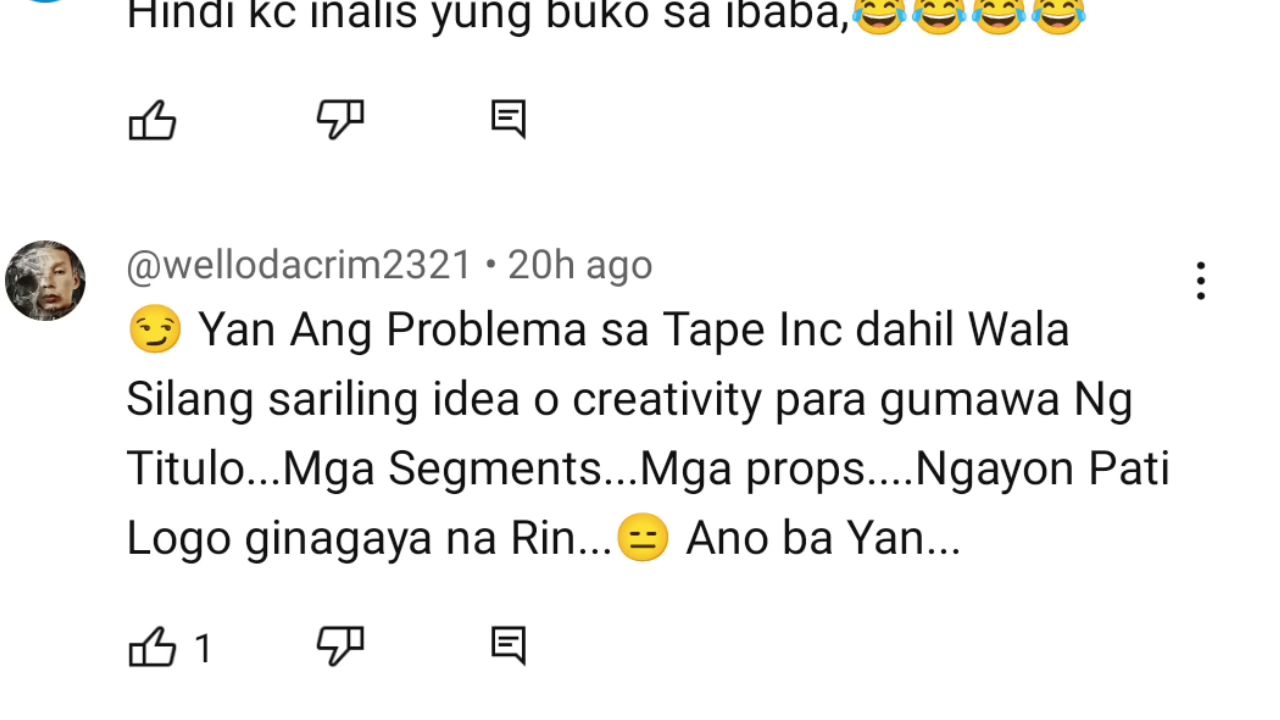 Hindi kc inalis yung buko sa ibaba,😂😂😂😂
@wellodacrim2321 • 20h ago
😏 Yan Ang Problema sa Tape Inc dahil Wala
Silang sariling idea o creativity para gumawa Ng
Titulo...Mga Segments...Mga props....Ngayon Pati
Logo ginagaya na Rin...😑 Ano ba Yan...
1